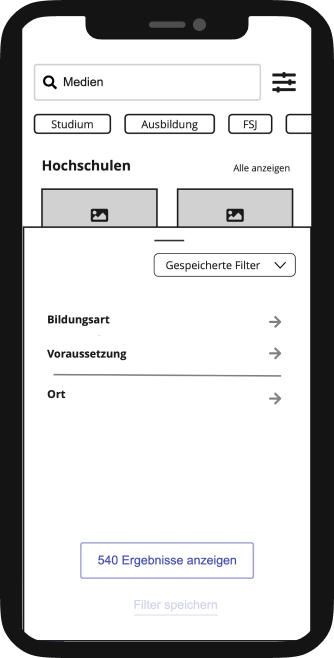 Medien
Studium Ausbildung FSJ
Hochschulen Alle anzeigen
Gespeicherte Filter
Bildungsart
Voraussetzung
Ort
540 Ergebnisse anzeigen
Filter speichern